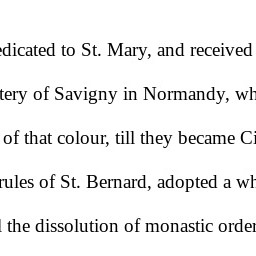 edicated to St. Mary, and received
tery of Savigny in Normandy, wh
of that colour, till they became Ci
rules of St. Bernard, adopted a wh
l the dissolution of monastic order